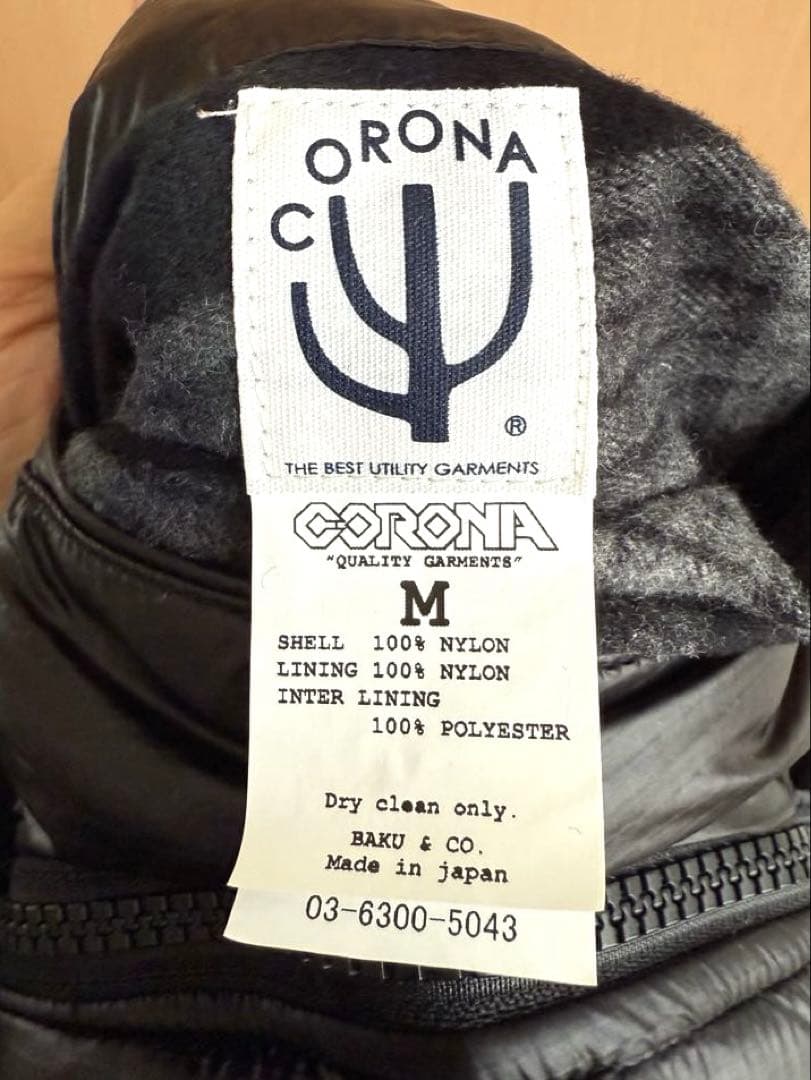 CORONA
®
THE BEST UTILITY GARMENTS
CORONA
"QUALITY GARMENTS"
M
SHELL 100% NYLON
LINING 100% NYLON
INTER LINING
100% POLYESTER
Dry clean only.
BAKU & CO.
Made in japan
03-6300-5043